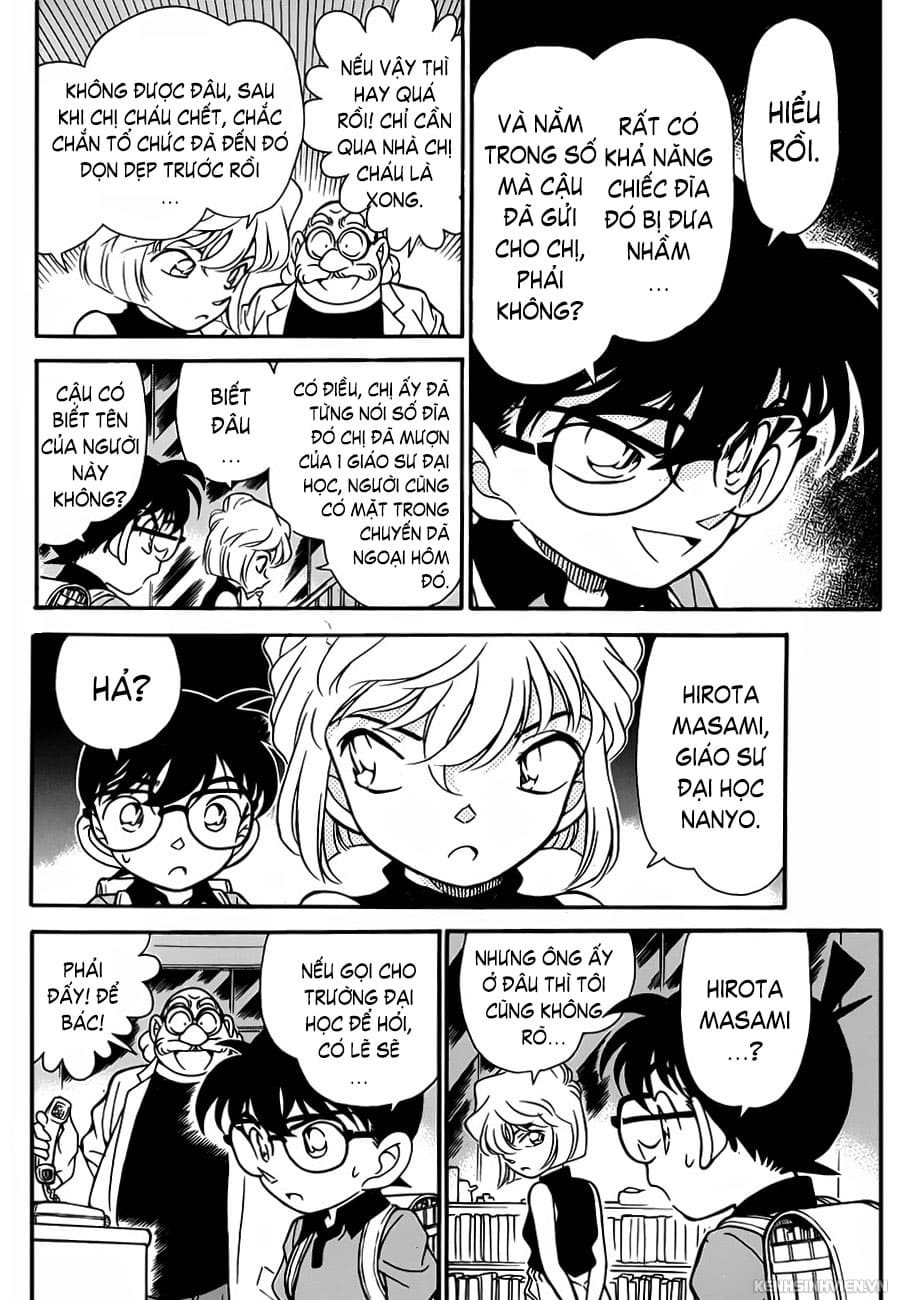 HIỂU
RỒI.
RẤT CÓ
KHẢ NĂNG
CHIẾC ĐĨA
ĐÓ BỊ ĐƯA
NHẦM
...
VÀ NẰM
TRONG SỐ
MÀ CẬU
ĐÃ GỬI
CHO CHỊ,
PHẢI
KHÔNG?
NẾU VẬY THÌ
HAY QUÁ
RỒI! CHỈ CẦN
QUA NHÀ CHỊ
CHÁU LÀ
XONG.
KHÔNG ĐƯỢC ĐÂU, SAU
KHI CHỊ CHÁU CHẾT, CHẮC
CHẮN TỔ CHỨC ĐÃ ĐẾN ĐÓ
DỌN DẸP TRƯỚC RỒI
...
CÓ ĐIỀU, CHỊ ẤY ĐÃ
TỪNG NÓI SỐ ĐĨA
ĐÓ CHỊ ĐÃ MƯỢN
CỦA 1 GIÁO SƯ ĐẠI
HỌC, NGƯỜI CŨNG
CÓ MẶT TRONG
CHUYẾN DÃ
NGOẠI HÔM
ĐÓ.
BIẾT
ĐÂU
...
CẬU CÓ
BIẾT TÊN
CỦA NGƯỜI
NÀY
KHÔNG?
HIROTA
MASAMI,
GIÁO SƯ
ĐẠI HỌC
NANYO.
HẢ?
HIROTA
MASAMI
...?
NHƯNG ÔNG ẤY
Ở ĐÂU THÌ TÔI
CŨNG KHÔNG
RÕ...
NẾU GỌI CHO
TRƯỜNG ĐẠI
HỌC ĐỂ HỎI,
CÓ LẼ SẼ
...
PHẢI
ĐẤY! ĐỂ
BÁC!
KENHSINHVIEN.VN